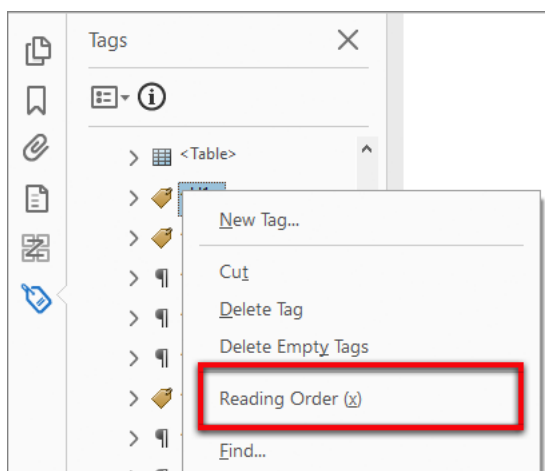 Tags
<Table>
New Tag...
Cut
Delete Tag
Delete Empty Tags
Reading Order (x)
Find...